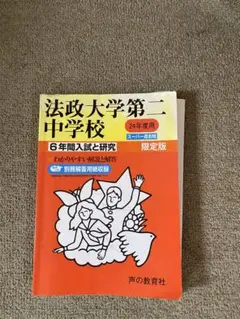 法政大学第二
中学校
24年度用
スーパー過去問
6年間入試と研究
限定版
わかりやすい解説と解答
別冊解答用紙収録
声の教育社